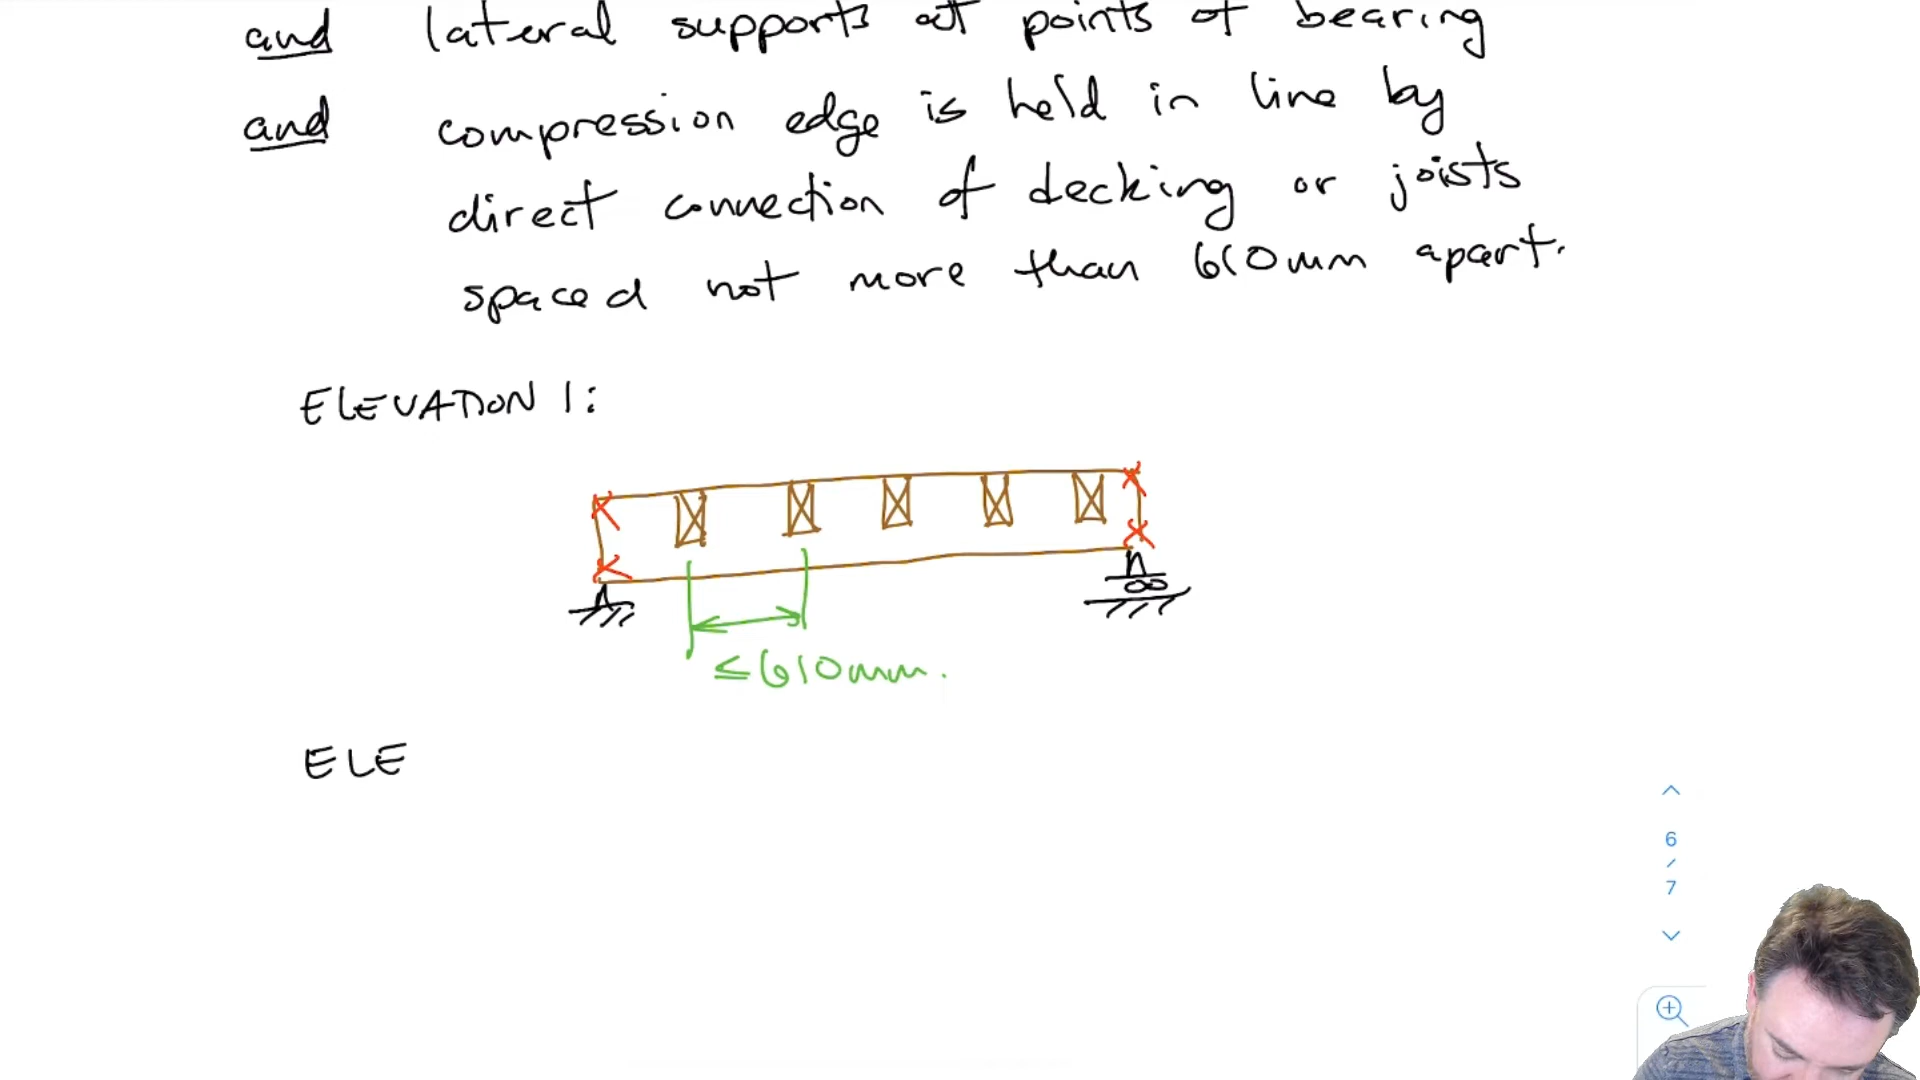 and lateral supports at points of bearing
and compression edge is held in line by
direct connection of decking or joists
spaced not more than 610mm apart.
ELEVATION 1:
≤610mm.
ELE
6
/
7